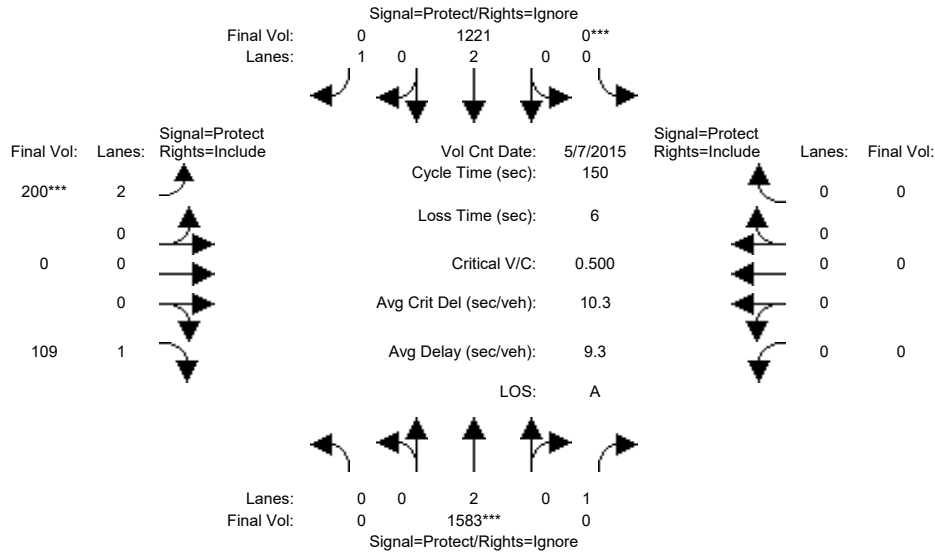 Signal=Protect/Rights=Ignore
Final Vol: 0 1221 0***
Lanes: 1 0 2 0 0
Signal=Protect Signal=Protect
Final Vol: Lanes: Rights=Include Vol Cnt Date: 5/7/2015 Rights=Include Lanes: Final Vol:
Cycle Time (sec): 150
200*** 2 0 0
Loss Time (sec): 6
0 0
0 0 Critical V/C: 0.500 0 0
0 Avg Crit Del (sec/veh): 10.3 0
109 1 Avg Delay (sec/veh): 9.3 0 0
LOS: A
Lanes: 0 0 2 0 1
Final Vol: 0 1583*** 0
Signal=Protect/Rights=Ignore